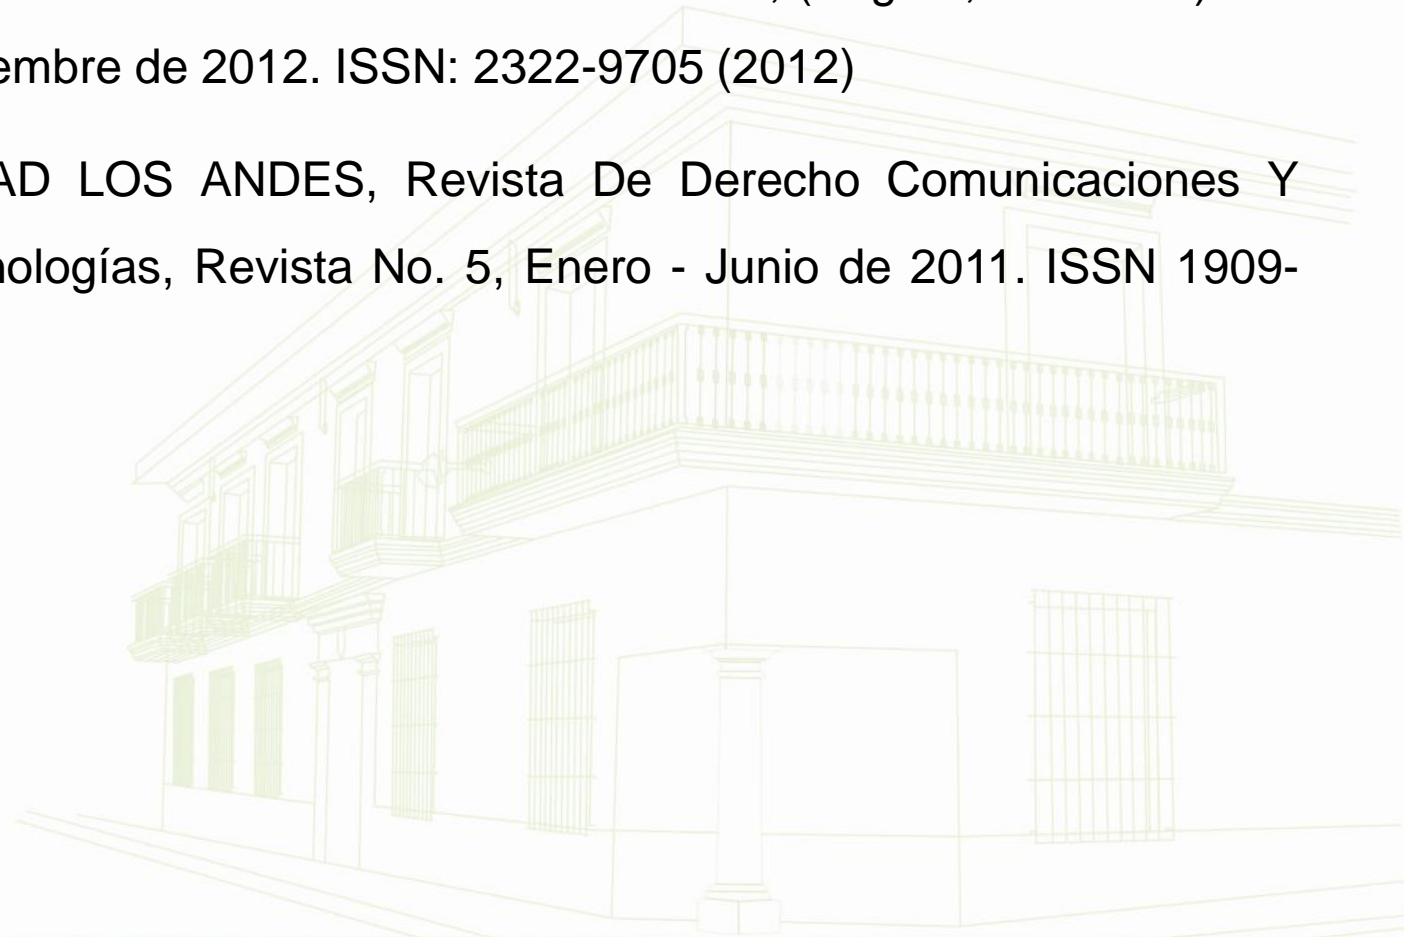 embre de 2012. ISSN: 2322-9705 (2012)
AD LOS ANDES, Revista De Derecho Comunicaciones Y
nologías, Revista No. 5, Enero - Junio de 2011. ISSN 1909-